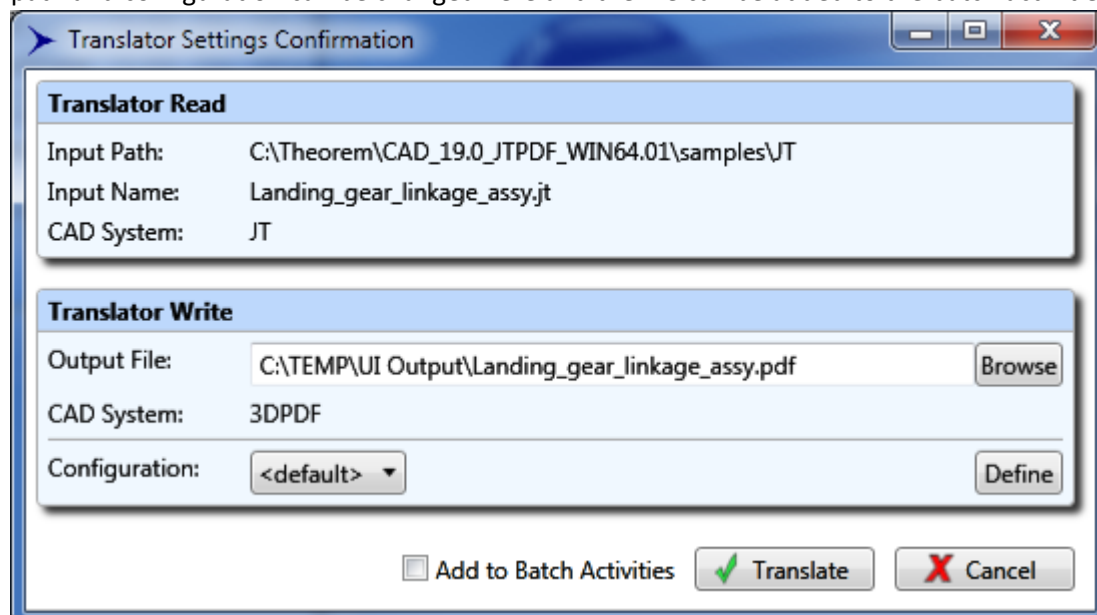 Translator Settings Confirmation
Translator Read
Input Path: C:\Theorem\CAD_19.0_JTPDF_WIN64.01\samples\JT
Input Name: Landing_gear_linkage_assy.jt
CAD System: JT
Translator Write
Output File: C:\TEMP\UI Output\Landing_gear_linkage_assy.pdf Browse
CAD System: 3DPDF
Configuration: <default> Define
Add to Batch Activities Translate Cancel